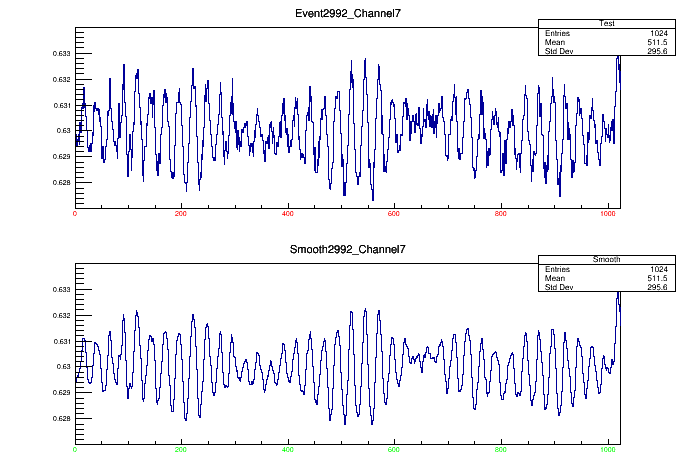 Event2992_Channel7
Test
Entries 1024
Mean 511.5
Std Dev 295.6
0.633
0.632
0.631
0.63
0.629
0.628
0 200 400 600 800 1000
Smooth2992_Channel7
Smooth
Entries 1024
Mean 511.5
Std Dev 295.6
0.633
0.632
0.631
0.63
0.629
0.628
0 200 400 600 800 1000